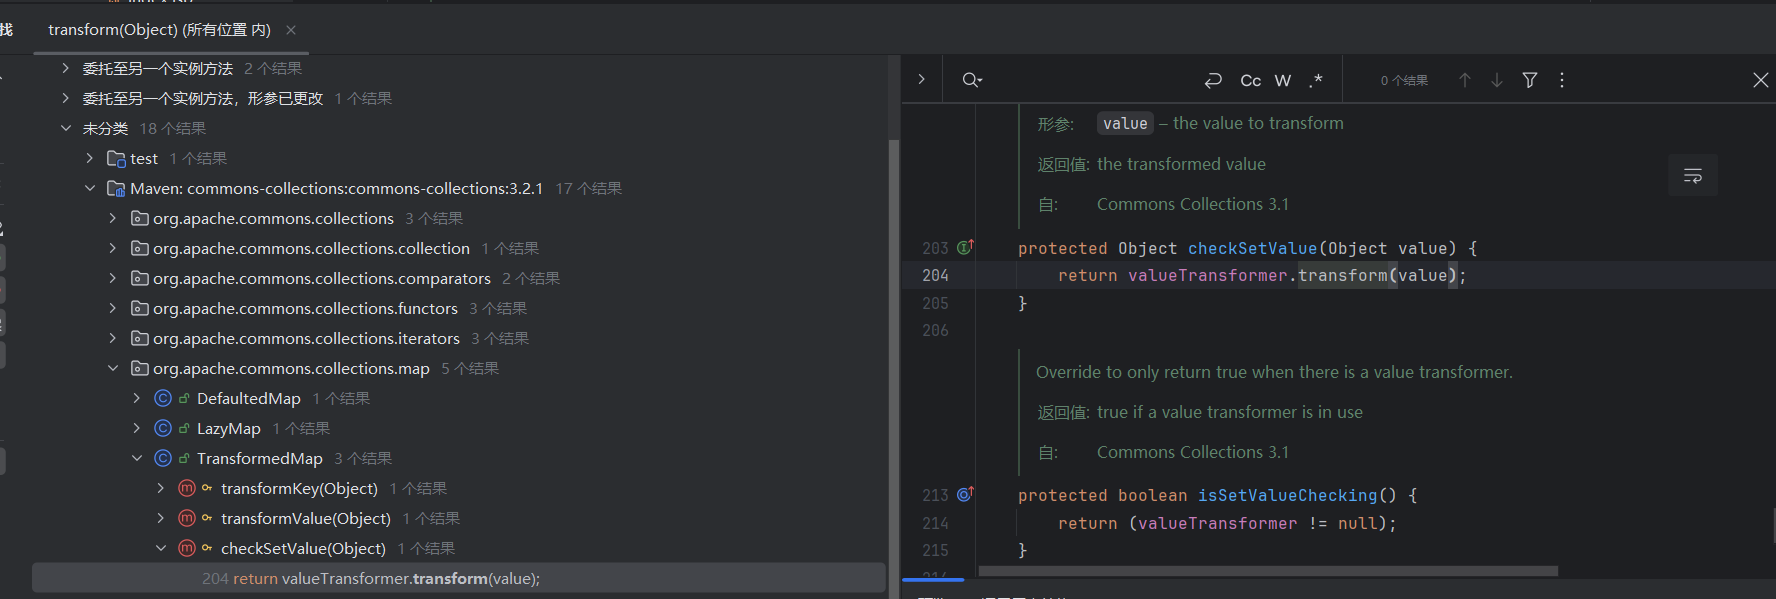 找
transform(Object) (所有位置 内)
委托至另一个实例方法 2 个结果
委托至另一个实例方法，形参已更改 1 个结果
未分类 18 个结果
test 1 个结果
Maven: commons-collections:commons-collections:3.2.1 17 个结果
org.apache.commons.collections 3 个结果
org.apache.commons.collections.collection 1 个结果
org.apache.commons.collections.comparators 2 个结果
org.apache.commons.collections.functors 3 个结果
org.apache.commons.collections.iterators 3 个结果
org.apache.commons.collections.map 5 个结果
DefaultedMap 1 个结果
LazyMap 1 个结果
TransformedMap 3 个结果
transformKey(Object) 1 个结果
transformValue(Object) 1 个结果
checkSetValue(Object) 1 个结果
204 return valueTransformer.transform(value);
Cc W .* 0 个结果
形参: value – the value to transform
返回值: the transformed value
自: Commons Collections 3.1
203 protected Object checkSetValue(Object value) {
204 return valueTransformer.transform(value);
205 }
206
Override to only return true when there is a value transformer.
返回值: true if a value transformer is in use
自: Commons Collections 3.1
213 protected boolean isSetValueChecking() {
214 return (valueTransformer != null);
215 }